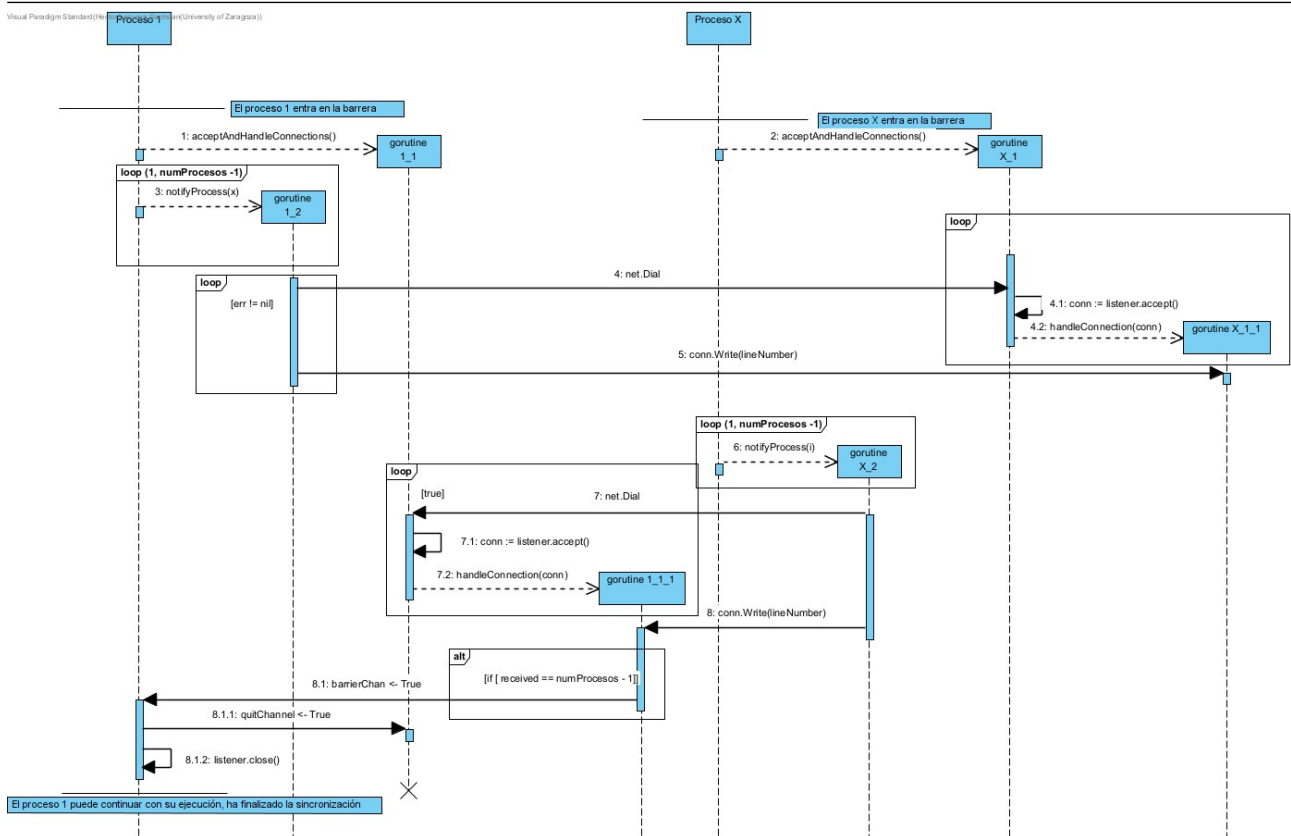 Visual Paradigm Standard(
(University of Zaragoza))
Proceso 1
Proceso X
El proceso 1 entra en la barrera
El proceso X entra en la barrera
1: acceptAndHandleConnections()
gorutine
1_1
2: acceptAndHandleConnections()
gorutine
X_1
loop (1, numProcesos -1)
3: notifyProcess(x)
gorutine
1_2
loop
loop
[err != nil]
4: net.Dial
4.1: conn := listener.accept()
4.2: handleConnection(conn)
gorutine X_1_1
5: conn.Write(lineNumber)
loop (1, numProcesos -1)
6: notifyProcess(i)
gorutine
X_2
loop
[true]
7: net.Dial
7.1: conn := listener.accept()
7.2: handleConnection(conn)
gorutine 1_1_1
8: conn.Write(lineNumber)
alt
[if [ received == numProcesos - 1]]
8.1: barrierChan <- True
8.1.1: quitChannel <- True
8.1.2: listener.close()
El proceso 1 puede continuar con su ejecución, ha finalizado la sincronización